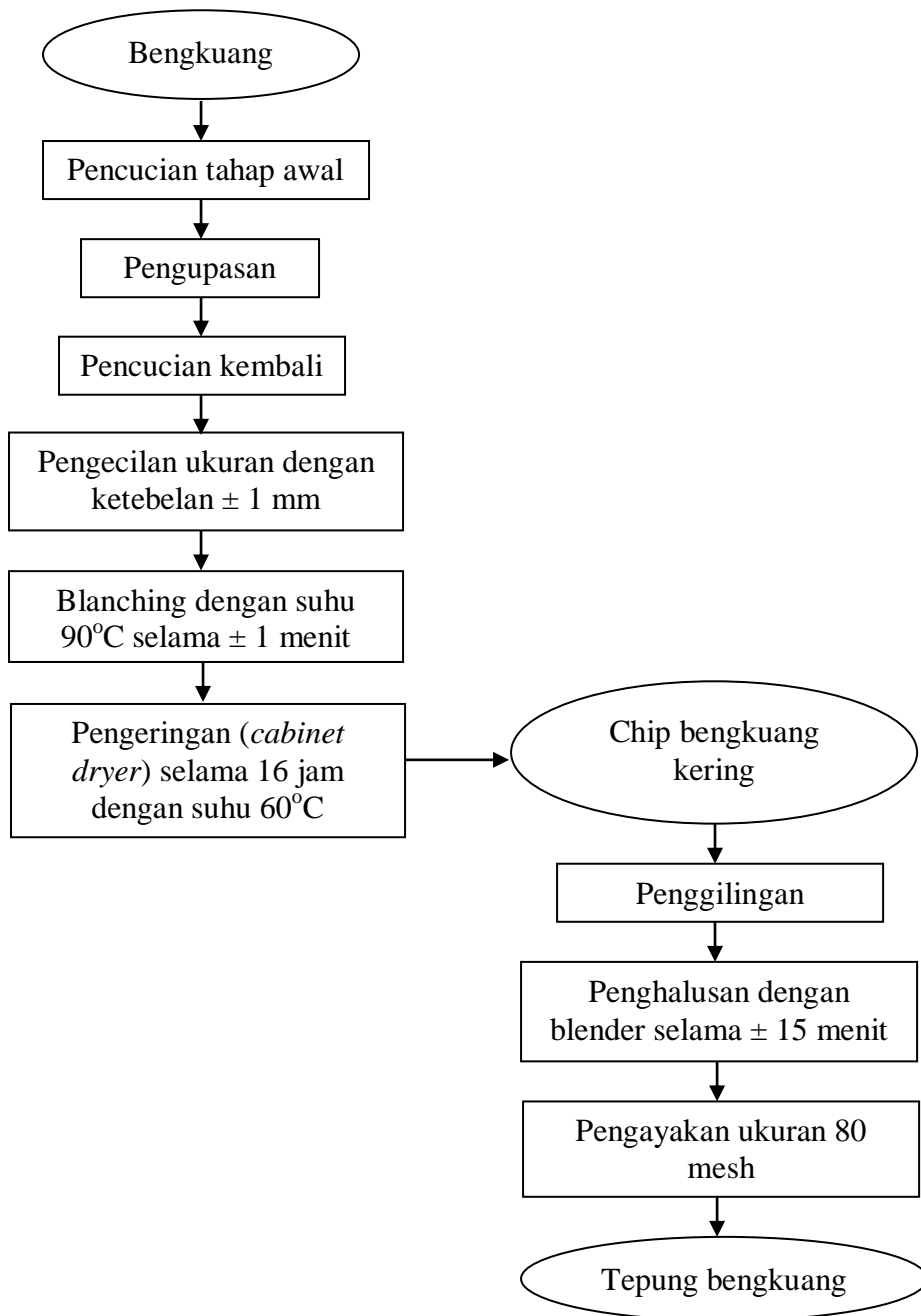 Bengkuang
Pencucian tahap awal
Pengupasan
Pencucian kembali
Pengecilan ukuran dengan
ketebelan ± 1 mm
Blanching dengan suhu
90°C selama ± 1 menit
Pengeringan (cabinet
dryer) selama 16 jam
dengan suhu 60°C
Chip bengkuang
kering
Penggilingan
Penghalusan dengan
blender selama ± 15 menit
Pengayakan ukuran 80
mesh
Tepung bengkuang